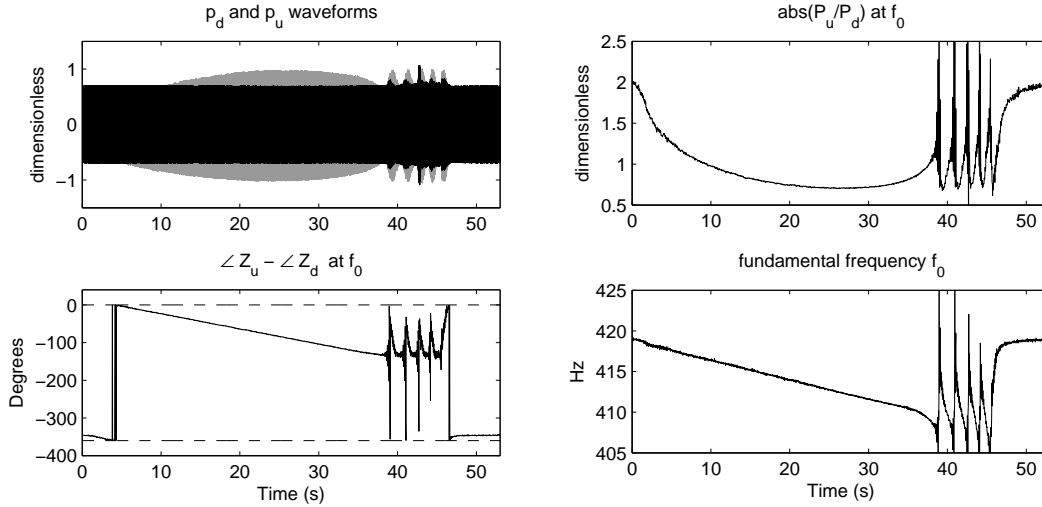 p_d and p_u waveforms
dimensionless
1
0
−1
0 10 20 30 40 50
abs(P_u/P_d) at f_0
dimensionless
2.5
2
1.5
1
0.5
0 10 20 30 40 50
∠ Z_u − ∠ Z_d at f_0
Degrees
0
−100
−200
−300
−400
0 10 20 30 40 50
Time (s)
fundamental frequency f_0
Hz
425
420
415
410
405
0 10 20 30 40 50
Time (s)